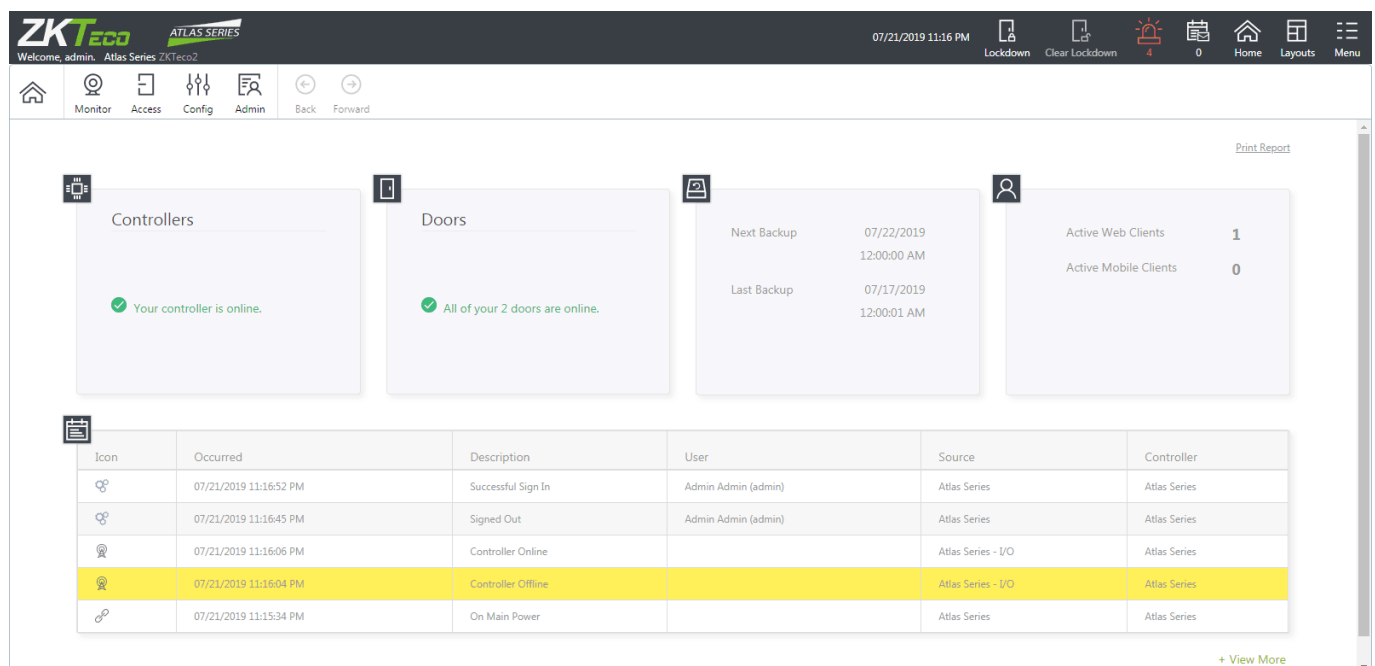 ZKTeco ATLAS SERIES
Welcome, admin. Atlas Series ZKTeco2
07/21/2019 11:16 PM
Lockdown Clear Lockdown 4 0 Home Layouts Menu
Monitor Access Config Admin Back Forward
Print Report
Controllers
Your controller is online.
Doors
All of your 2 doors are online.
Next Backup 07/22/2019
12:00:00 AM
Last Backup 07/17/2019
12:00:01 AM
Active Web Clients 1
Active Mobile Clients 0
Icon Occurred Description User Source Controller
07/21/2019 11:16:52 PM Successful Sign In Admin Admin (admin) Atlas Series Atlas Series
07/21/2019 11:16:45 PM Signed Out Admin Admin (admin) Atlas Series Atlas Series
07/21/2019 11:16:06 PM Controller Online Atlas Series - I/O Atlas Series
07/21/2019 11:16:04 PM Controller Offline Atlas Series - I/O Atlas Series
07/21/2019 11:15:34 PM On Main Power Atlas Series Atlas Series
+ View More